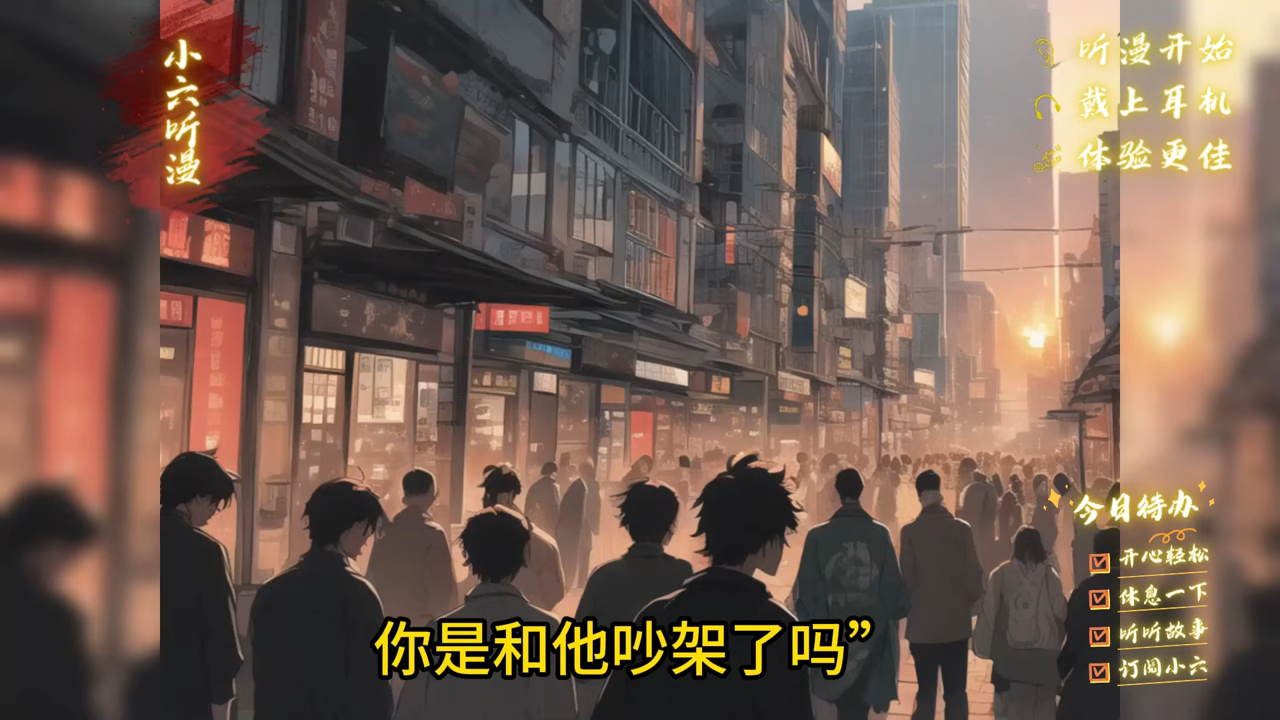 小六听漫
听漫开始
戴上耳机
体验更佳
今日待办
开心轻松
休息一下
听听故事
订阅小六
你是和他吵架了吗”